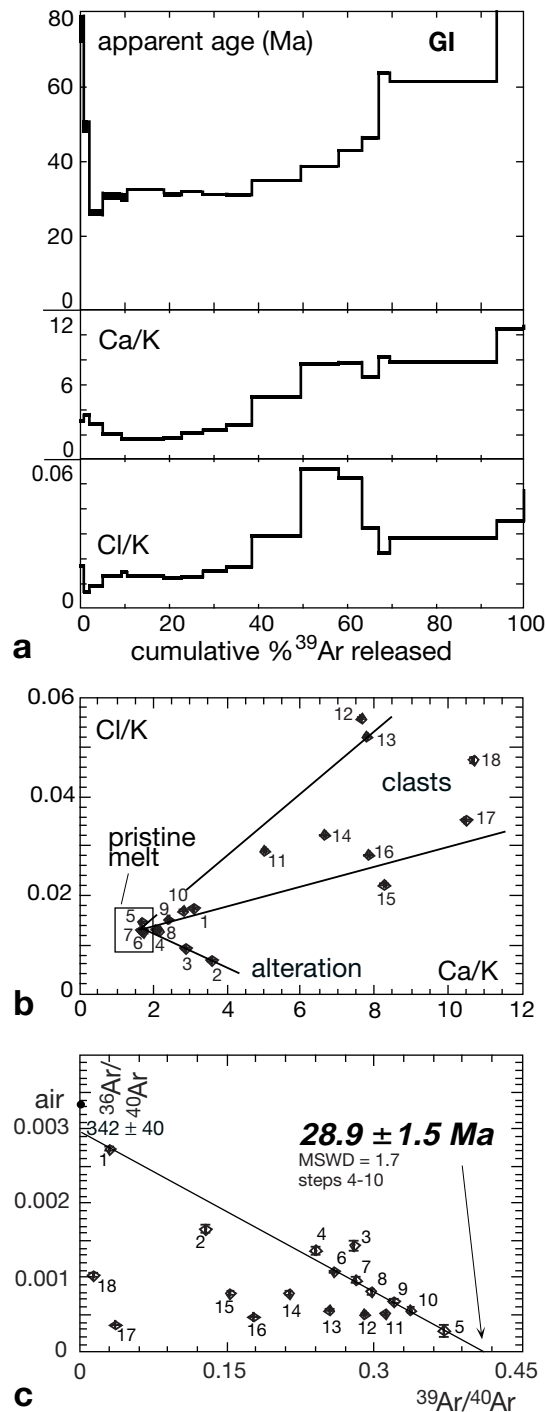 80
apparent age (Ma) GI
60
40
20
0
12
Ca/K
6
0
0.06
Cl/K
0
0 20 40 60 80 100
a cumulative % 39Ar released
0.06
Cl/K
12
13
18
clasts
0.04
17
pristine
melt
14
11
16
0.02
10
15
9
5
1
7
8
6 4
3
alteration
2
0
Ca/K
b 0 2 4 6 8 10 12
36Ar/
40Ar
air
342 ± 40
0.003
28.9 ± 1.5 Ma
1
MSWD = 1.7
steps 4-10
0.002
2
4 3
6
7
0.001
8
18
9
10
15
14
5
17
16
13 12 11
0
0 0.15 0.3 0.45
c 39Ar/40Ar